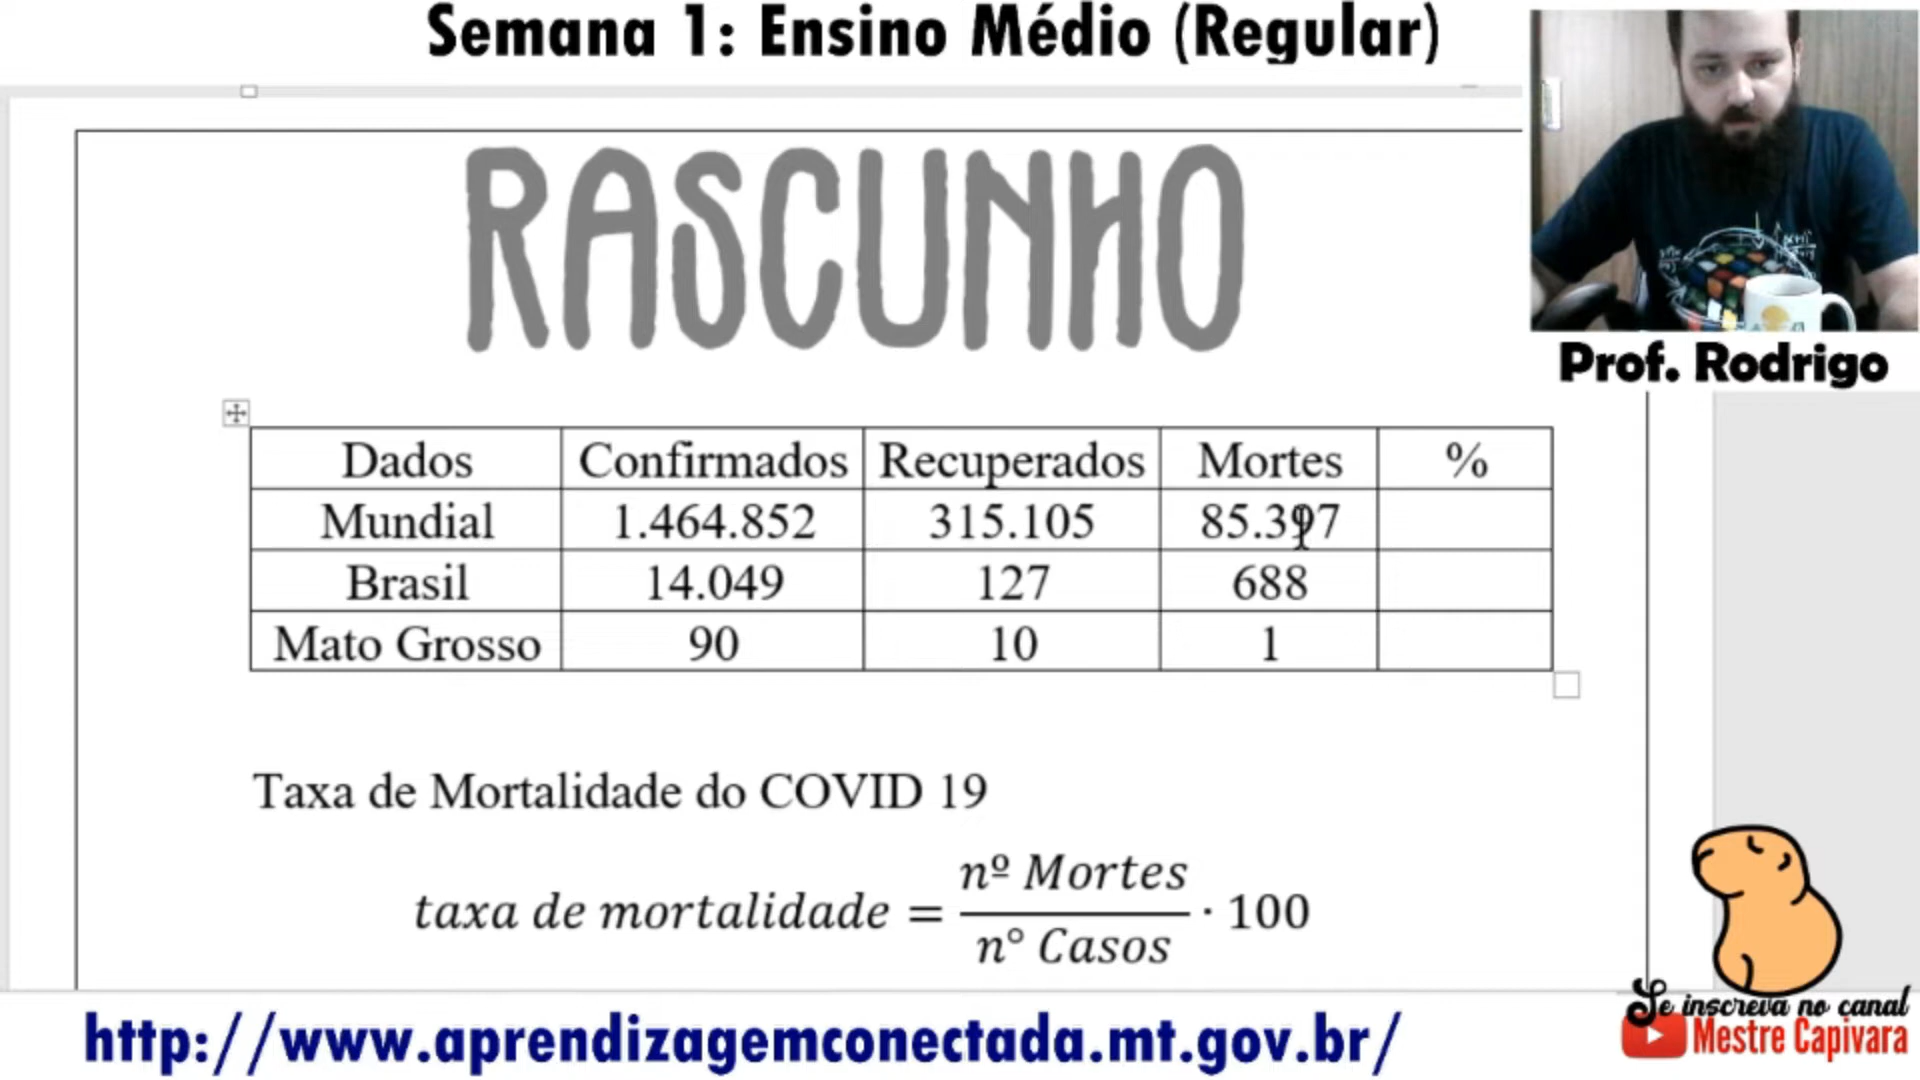 Semana 1: Ensino Médio (Regular)
RASCUNHO
Prof. Rodrigo
Dados Confirmados Recuperados Mortes %
Mundial 1.464.852 315.105 85.397
Brasil 14.049 127 688
Mato Grosso 90 10 1
Taxa de Mortalidade do COVID 19
taxa de mortalidade = nº Mortes / n° Casos · 100
Se inscreva no canal
Mestre Capivara
http://www.aprendizagemconectada.mt.gov.br/